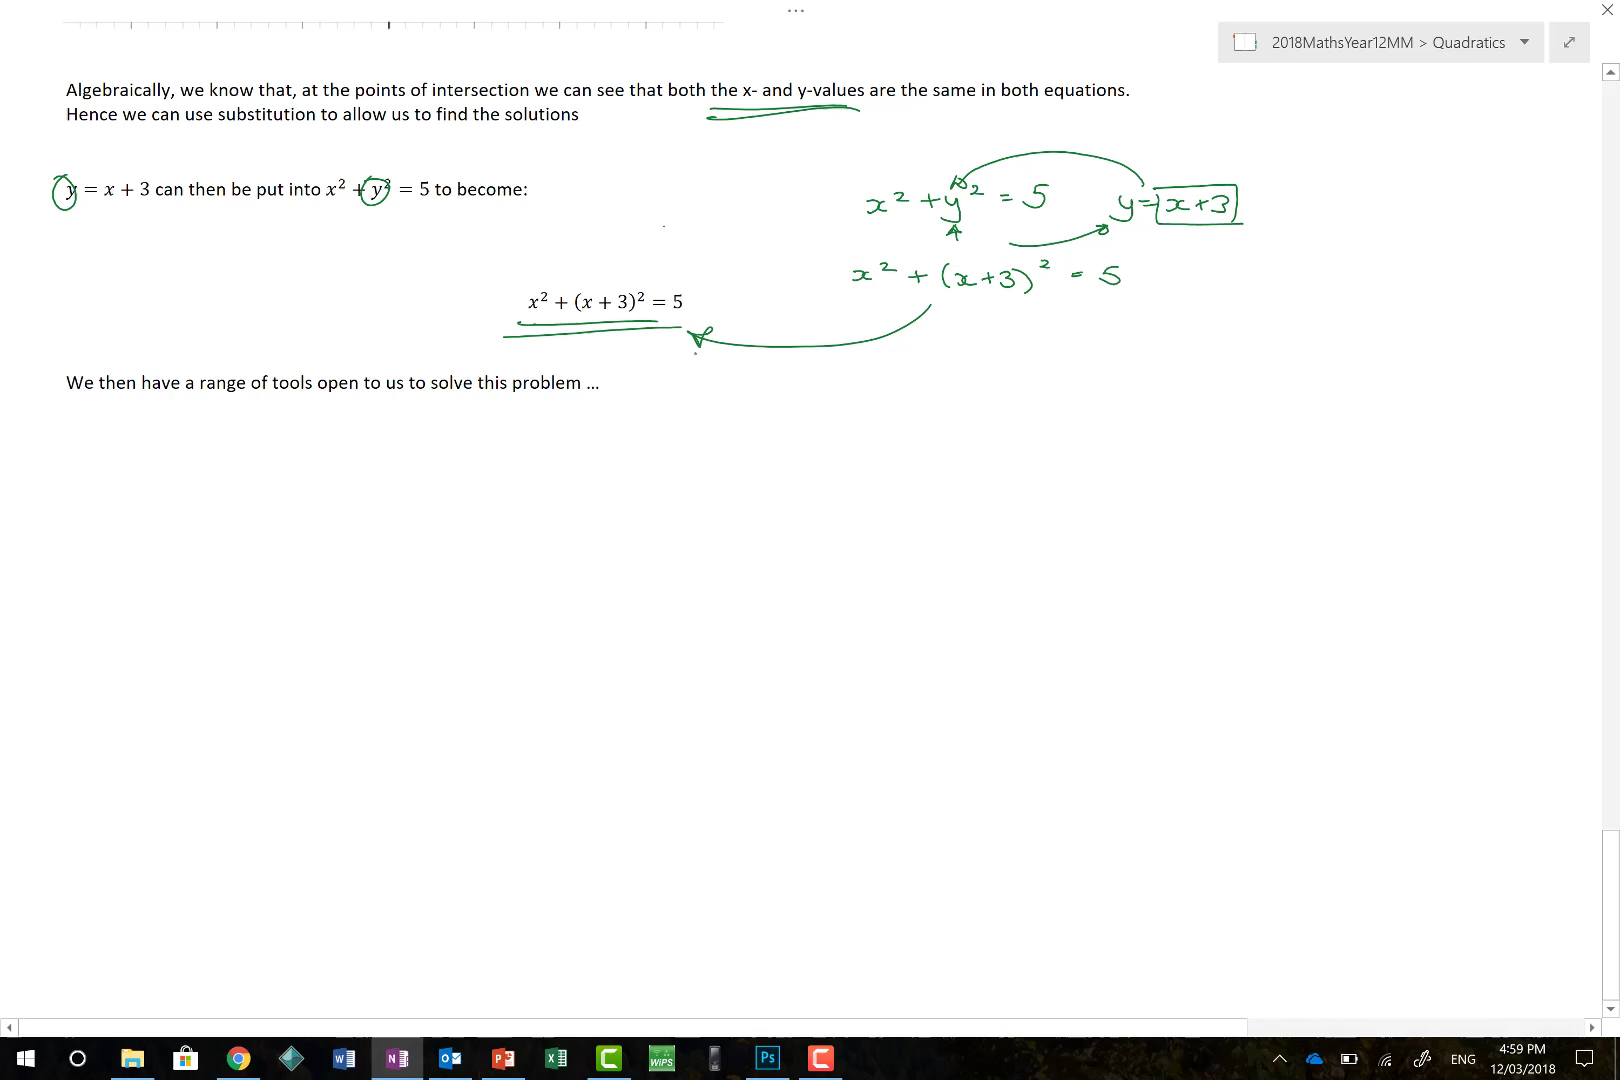 ...
2018MathsYear12MM > Quadratics
Algebraically, we know that, at the points of intersection we can see that both the x- and y-values are the same in both equations.
Hence we can use substitution to allow us to find the solutions
y = x + 3 can then be put into x² + y² = 5 to become:
x² + y² = 5 y = x+3
x² + (x+3)² = 5
x² + (x + 3)² = 5
We then have a range of tools open to us to solve this problem ...
W N O P X C WiPS Ps C ENG 4:59 PM
12/03/2018